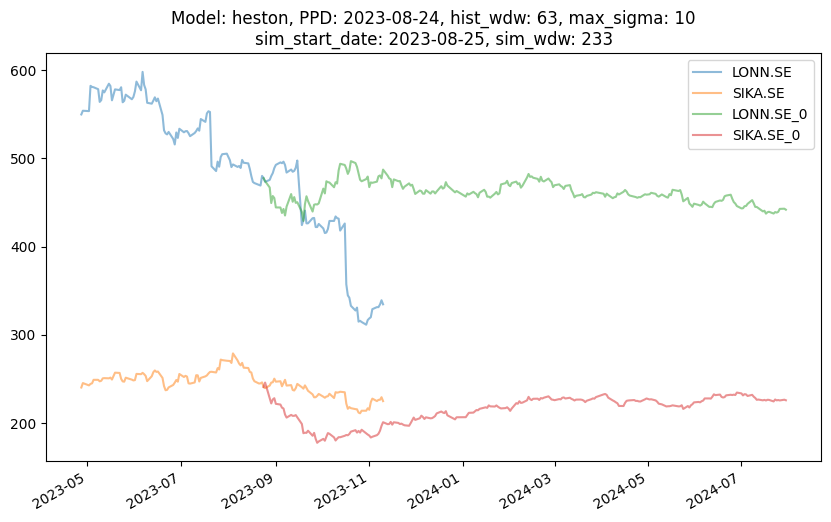 Model: heston, PPD: 2023-08-24, hist_wdw: 63, max_sigma: 10
sim_start_date: 2023-08-25, sim_wdw: 233
LONN.SE
SIKA.SE
LONN.SE_0
SIKA.SE_0
600
500
400
300
200
2023-05
2023-07
2023-09
2023-11
2024-01
2024-03
2024-05
2024-07